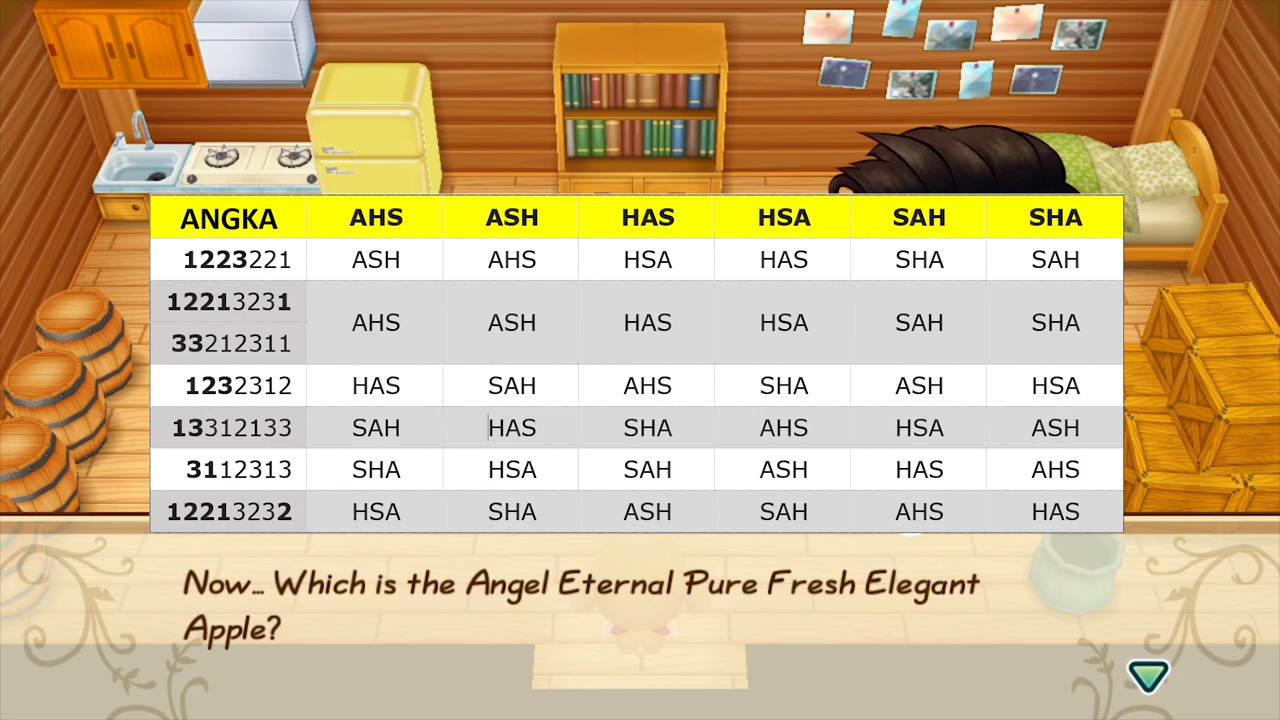 ANGKA AHS ASH HAS HSA SAH SHA
1223221 ASH AHS HSA HAS SHA SAH
12213231
33212311 AHS ASH HAS HSA SAH SHA
1232312 HAS SAH AHS SHA ASH HSA
13312133 SAH HAS SHA AHS HSA ASH
3112313 SHA HSA SAH ASH HAS AHS
12213232 HSA SHA ASH SAH AHS HAS
Now... Which is the Angel Eternal Pure Fresh Elegant
Apple?